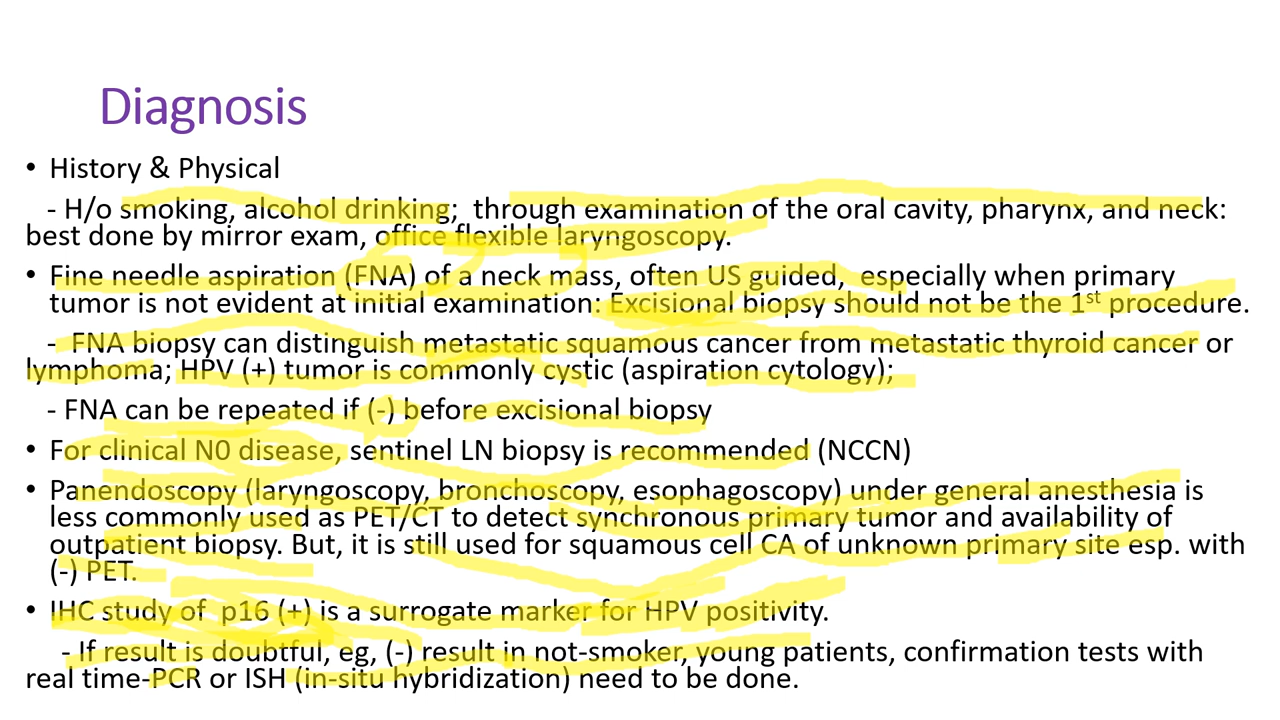 Diagnosis
• History & Physical
- H/o smoking, alcohol drinking;  through examination of the oral cavity, pharynx, and neck:
best done by mirror exam, office flexible laryngoscopy.
• Fine needle aspiration (FNA) of a neck mass, often US guided,  especially when primary
tumor is not evident at initial examination: Excisional biopsy should not be the 1st procedure.
-  FNA biopsy can distinguish metastatic squamous cancer from metastatic thyroid cancer or
lymphoma; HPV (+) tumor is commonly cystic (aspiration cytology);
- FNA can be repeated if (-) before excisional biopsy
• For clinical N0 disease, sentinel LN biopsy is recommended (NCCN)
• Panendoscopy (laryngoscopy, bronchoscopy, esophagoscopy) under general anesthesia is
less commonly used as PET/CT to detect synchronous primary tumor and availability of
outpatient biopsy. But, it is still used for squamous cell CA of unknown primary site esp. with
(-) PET.
• IHC study of  p16 (+) is a surrogate marker for HPV positivity.
- If result is doubtful, eg, (-) result in not-smoker, young patients, confirmation tests with
real time-PCR or ISH (in-situ hybridization) need to be done.